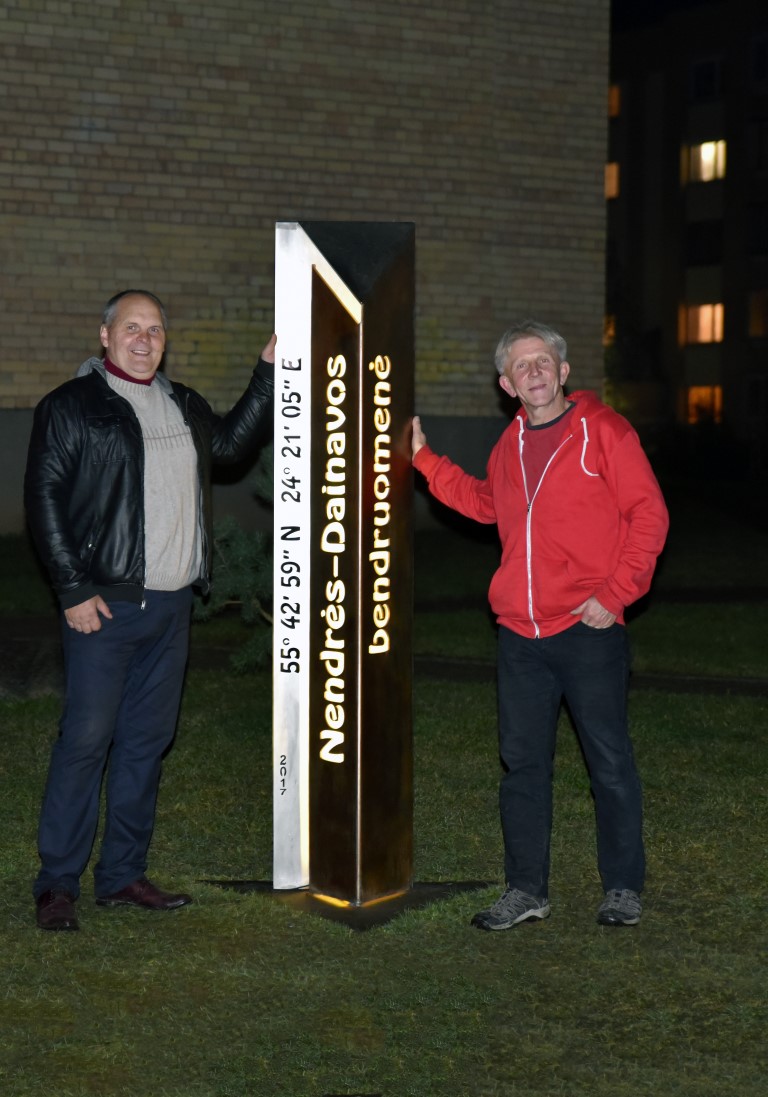 55° 42′ 59″ N 24° 21′ 05″ E
2017
Nendrės-Dainavos
bendruomenė